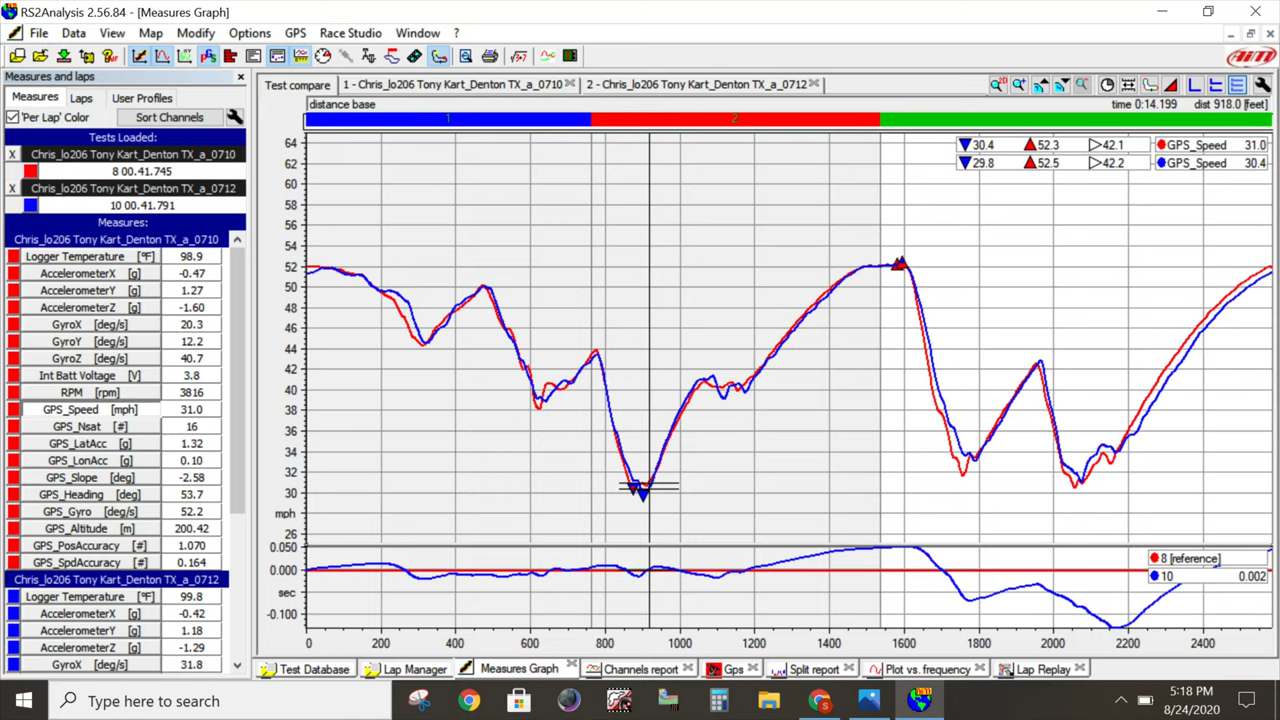 RS2Analysis 2.56.84 - [Measures Graph]
File Data View Map Modify Options GPS Race Studio Window ?
AiM
Measures and laps x
Measures Laps User Profiles
'Per Lap' Color Sort Channels
Tests Loaded:
X Chris_lo206 Tony Kart_Denton TX_a_0710
8 00.41.745
X Chris_lo206 Tony Kart_Denton TX_a_0712
10 00.41.791
Measures:
Chris_lo206 Tony Kart_Denton TX_a_0710
Logger Temperature [ºF] 98.9
AccelerometerX [g] -0.47
AccelerometerY [g] 1.27
AccelerometerZ [g] -1.60
GyroX [deg/s] 20.3
GyroY [deg/s] 12.2
GyroZ [deg/s] 40.7
Int Batt Voltage [V] 3.8
RPM [rpm] 3816
GPS_Speed [mph] 31.0
GPS_Nsat [#] 16
GPS_LatAcc [g] 1.32
GPS_LonAcc [g] 0.10
GPS_Slope [deg] -2.58
GPS_Heading [deg] 53.7
GPS_Gyro [deg/s] 52.2
GPS_Altitude [m] 200.42
GPS_PosAccuracy [#] 1.070
GPS_SpdAccuracy [#] 0.164
Chris_lo206 Tony Kart_Denton TX_a_0712
Logger Temperature [ºF] 99.8
AccelerometerX [g] -0.42
AccelerometerY [g] 1.18
AccelerometerZ [g] -1.29
GyroX [deg/s] 31.8
Test compare 1 - Chris_lo206 Tony Kart_Denton TX_a_0710 2 - Chris_lo206 Tony Kart_Denton TX_a_0712
distance base time 0:14.199 dist 918.0 [feet]
1 2
30.4 52.3 42.1 GPS_Speed 31.0
29.8 52.5 42.2 GPS_Speed 30.4
64
62
60
58
56
54
52
50
48
46
44
42
40
38
36
34
32
30
mph
26
0.050
0.000
sec
-0.100
8 [reference]
10 0.002
0 200 400 600 800 1000 1200 1400 1600 1800 2000 2200 2400
Test Database Lap Manager Measures Graph Channels report Gps Split report Plot vs. frequency Lap Replay
Type here to search
5:18 PM
8/24/2020